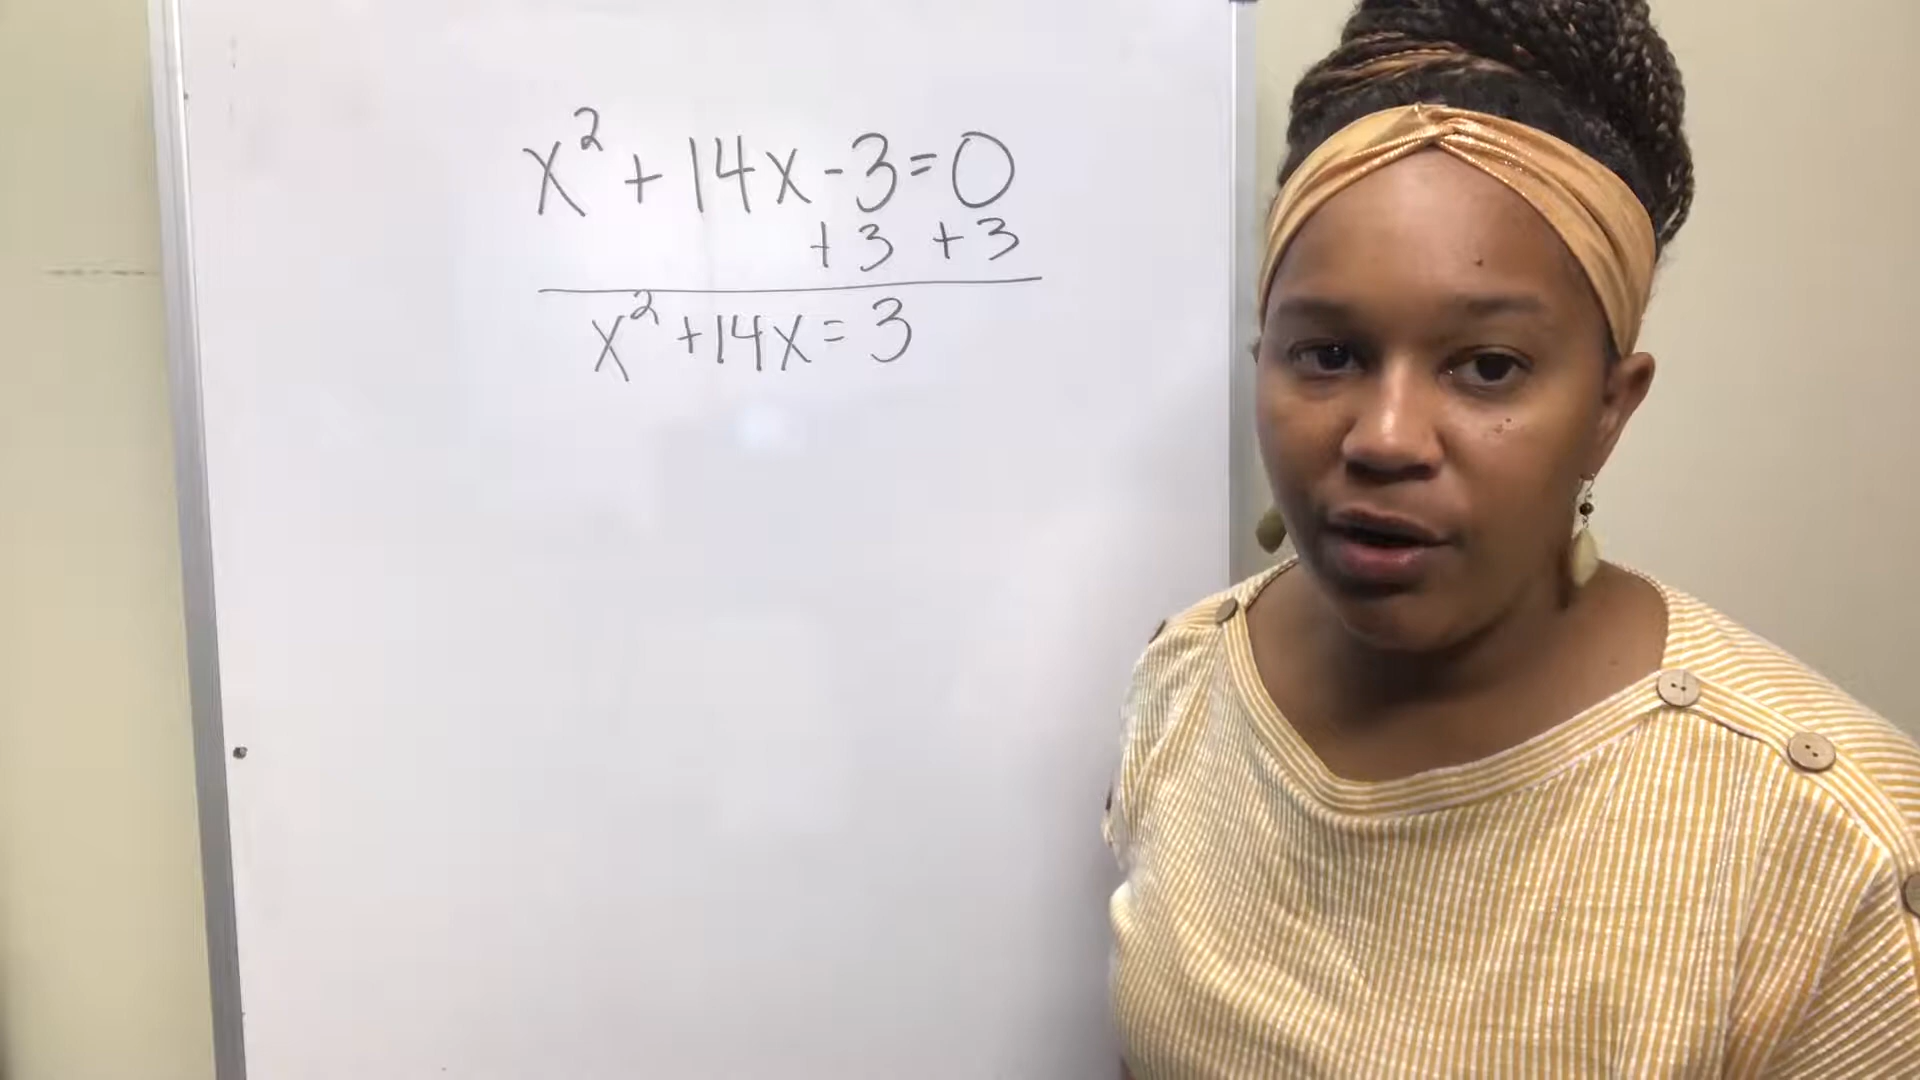 x² + 14x - 3 = 0
+ 3 + 3
x² + 14x = 3